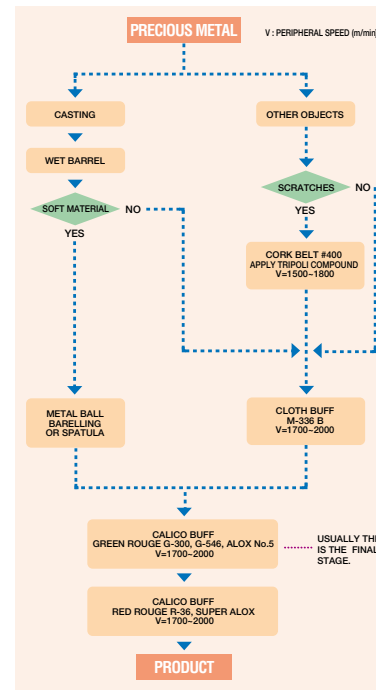 PRECIOUS METAL
V : PERIPHERAL SPEED (m/min)
CASTING
OTHER OBJECTS
WET BARREL
SCRATCHES
NO
SOFT MATERIAL
NO
YES
YES
CORK BELT #400
APPLY TRIPOLI COMPOUND
V=1500~1800
METAL BALL
BARELLING
OR SPATULA
CLOTH BUFF
M-336 B
V=1700~2000
CALICO BUFF
GREEN ROUGE G-300, G-546, ALOX No.5
V=1700~2000
USUALLY THE
IS THE FINAL
STAGE.
CALICO BUFF
RED ROUGE R-36, SUPER ALOX
V=1700~2000
PRODUCT